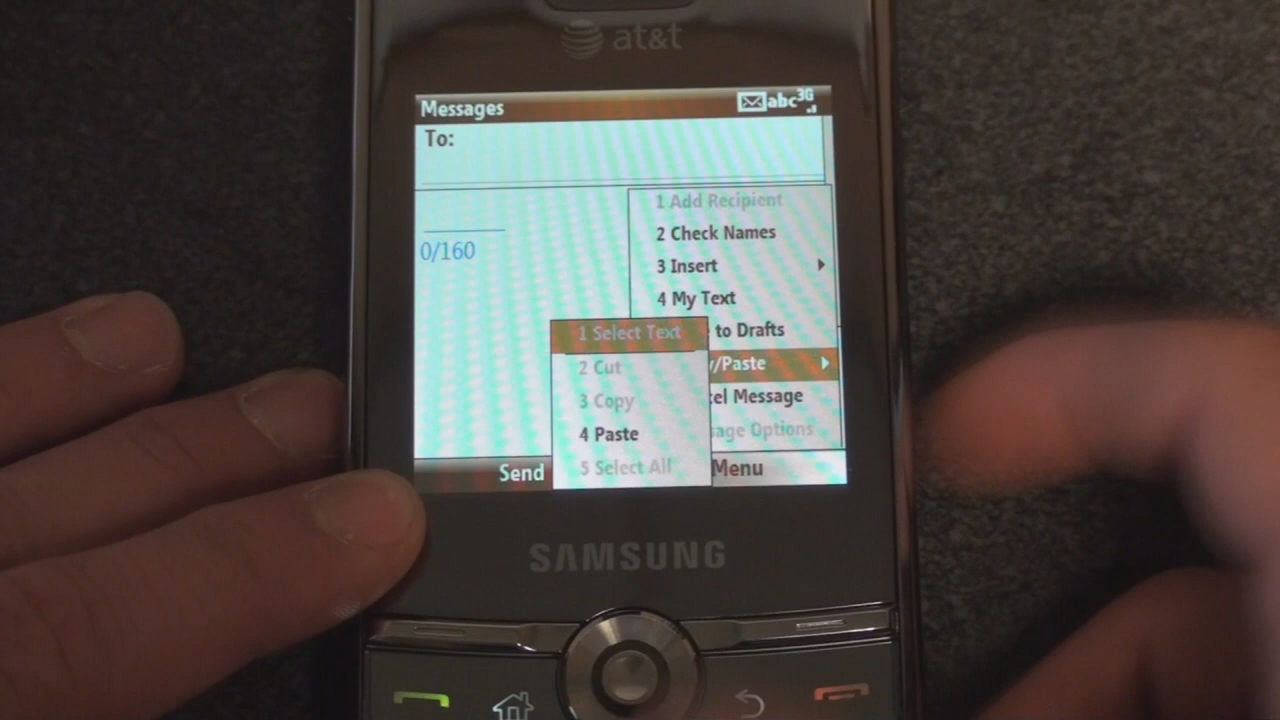 at&t
Messages abc 3G
To:
0/160
1 Add Recipient
2 Check Names
3 Insert
4 My Text
to Drafts
y/Paste
el Message
sage Options
1 Select Text
2 Cut
3 Copy
4 Paste
5 Select All
Send Menu
SAMSUNG